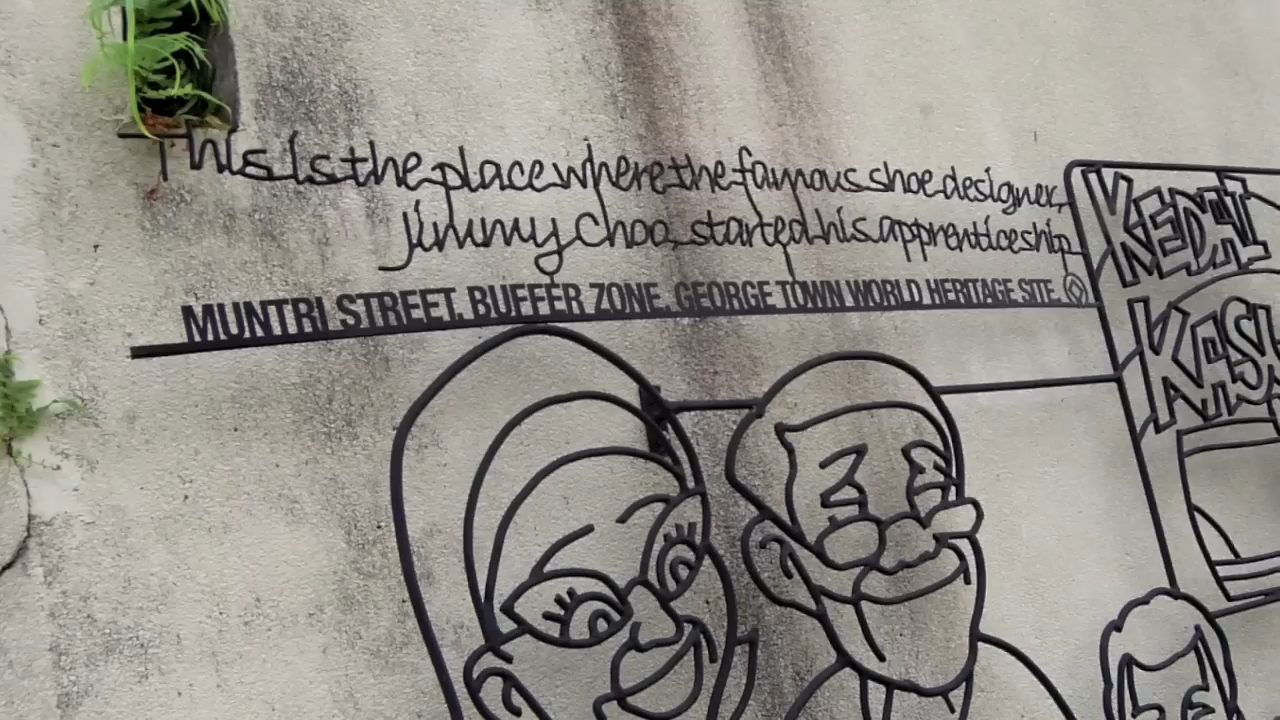 This is the place where the famous shoe designer,
Jimmy Choo, started his apprenticeship.
MUNTRI STREET, BUFFER ZONE, GEORGE TOWN WORLD HERITAGE SITE.
KEDAI
KASU